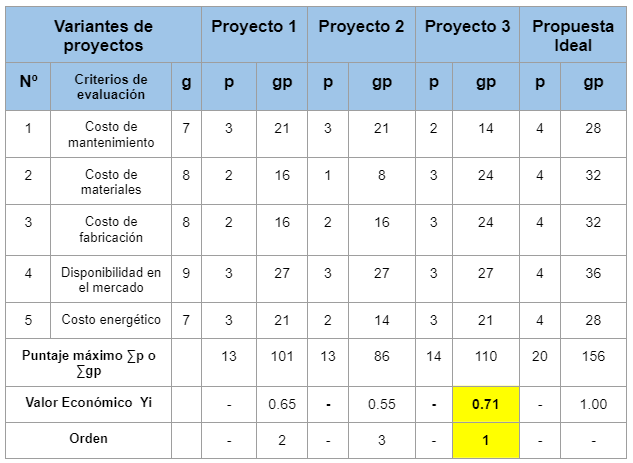 Variantes de proyectos Proyecto 1 Proyecto 2 Proyecto 3 Propuesta Ideal
Nº Criterios de evaluación g p gp p gp p gp p gp
1 Costo de mantenimiento 7 3 21 3 21 2 14 4 28
2 Costo de materiales 8 2 16 1 8 3 24 4 32
3 Costo de fabricación 8 2 16 2 16 3 24 4 32
4 Disponibilidad en el mercado 9 3 27 3 27 3 27 4 36
5 Costo energético 7 3 21 2 14 3 21 4 28
Puntaje máximo ∑p o ∑gp 13 101 13 86 14 110 20 156
Valor Económico Yi - 0.65 - 0.55 - 0.71 - 1.00
Orden - 2 - 3 - 1 - -